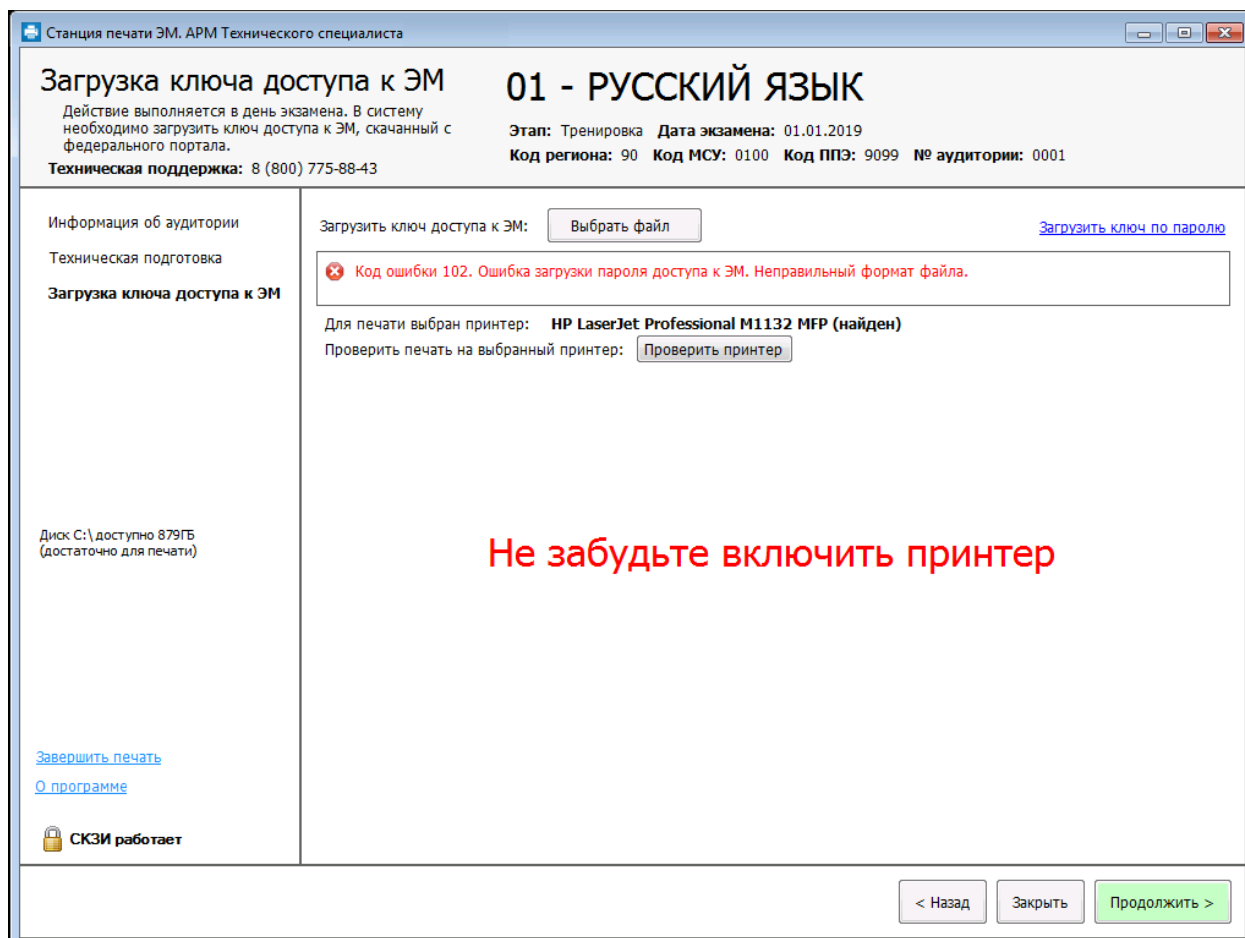 Станция печати ЭМ. АРМ Технического специалиста
Загрузка ключа доступа к ЭМ
Действие выполняется в день экзамена. В систему
необходимо загрузить ключ доступа к ЭМ, скачанный с
федерального портала.
Техническая поддержка: 8 (800) 775-88-43
01 - РУССКИЙ ЯЗЫК
Этап: Тренировка Дата экзамена: 01.01.2019
Код региона: 90 Код МСУ: 0100 Код ППЭ: 9099 № аудитории: 0001
Информация об аудитории
Техническая подготовка
Загрузка ключа доступа к ЭМ
Диск C:\ доступно 879ГБ
(достаточно для печати)
Завершить печать
О программе
СКЗИ работает
Загрузить ключ доступа к ЭМ: Выбрать файл Загрузить ключ по паролю
Код ошибки 102. Ошибка загрузки пароля доступа к ЭМ. Неправильный формат файла.
Для печати выбран принтер: HP LaserJet Professional M1132 MFP (найден)
Проверить печать на выбранный принтер: Проверить принтер
Не забудьте включить принтер
< Назад Закрыть Продолжить >